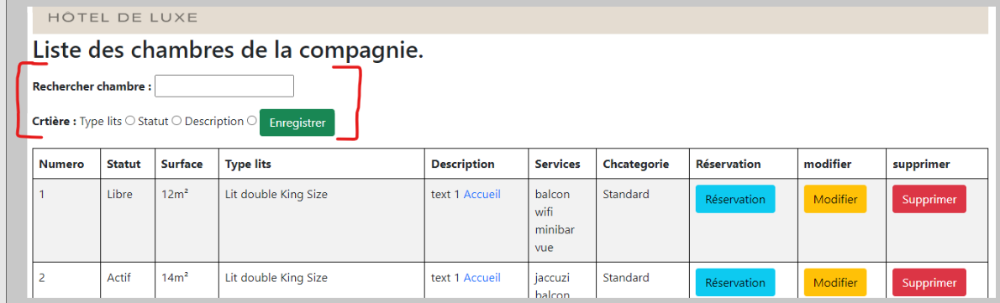 HÔTEL DE LUXE
Liste des chambres de la compagnie.
Rechercher chambre :
Crtière : Type lits Statut Description Enregistrer
Numero Statut Surface Type lits Description Services Chcategorie Réservation modifier supprimer
1 Libre 12m² Lit double King Size text 1 Accueil balcon Standard Réservation Modifier Supprimer
wifi
minibar
vue
2 Actif 14m² Lit double King Size text 1 Accueil jaccuzi Standard Réservation Modifier Supprimer
balcon